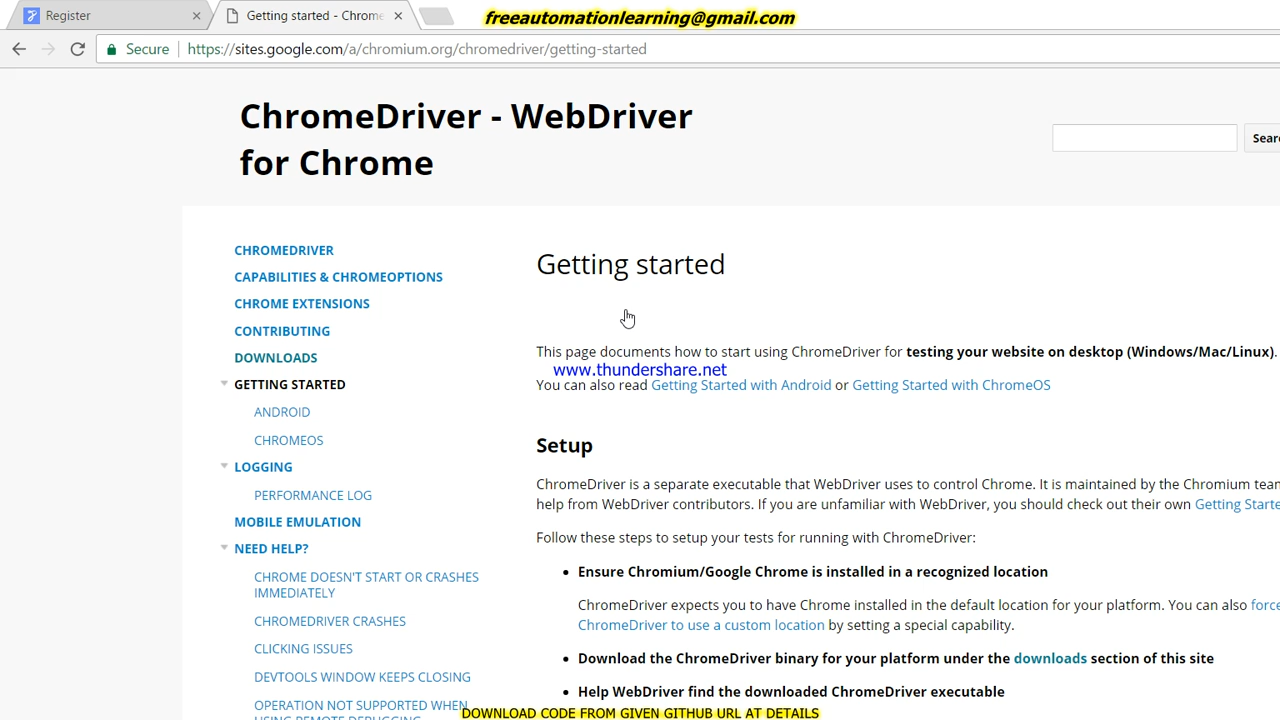 Register
Getting started - Chrome
freeautomationlearning@gmail.com
Secure
https://sites.google.com/a/chromium.org/chromedriver/getting-started
ChromeDriver - WebDriver
for Chrome
CHROMEDRIVER
CAPABILITIES & CHROMEOPTIONS
CHROME EXTENSIONS
CONTRIBUTING
DOWNLOADS
GETTING STARTED
ANDROID
CHROMEOS
LOGGING
PERFORMANCE LOG
MOBILE EMULATION
NEED HELP?
CHROME DOESN'T START OR CRASHES
IMMEDIATELY
CHROMEDRIVER CRASHES
CLICKING ISSUES
DEVTOOLS WINDOW KEEPS CLOSING
OPERATION NOT SUPPORTED WHEN
USING REMOTE DEBUGGING
Getting started
This page documents how to start using ChromeDriver for testing your website on desktop (Windows/Mac/Linux).
www.thundershare.net
You can also read Getting Started with Android or Getting Started with ChromeOS
Setup
ChromeDriver is a separate executable that WebDriver uses to control Chrome. It is maintained by the Chromium team
help from WebDriver contributors. If you are unfamiliar with WebDriver, you should check out their own Getting Starte
Follow these steps to setup your tests for running with ChromeDriver:
• Ensure Chromium/Google Chrome is installed in a recognized location
ChromeDriver expects you to have Chrome installed in the default location for your platform. You can also force
ChromeDriver to use a custom location by setting a special capability.
• Download the ChromeDriver binary for your platform under the downloads section of this site
• Help WebDriver find the downloaded ChromeDriver executable
DOWNLOAD CODE FROM GIVEN GITHUB URL AT DETAILS